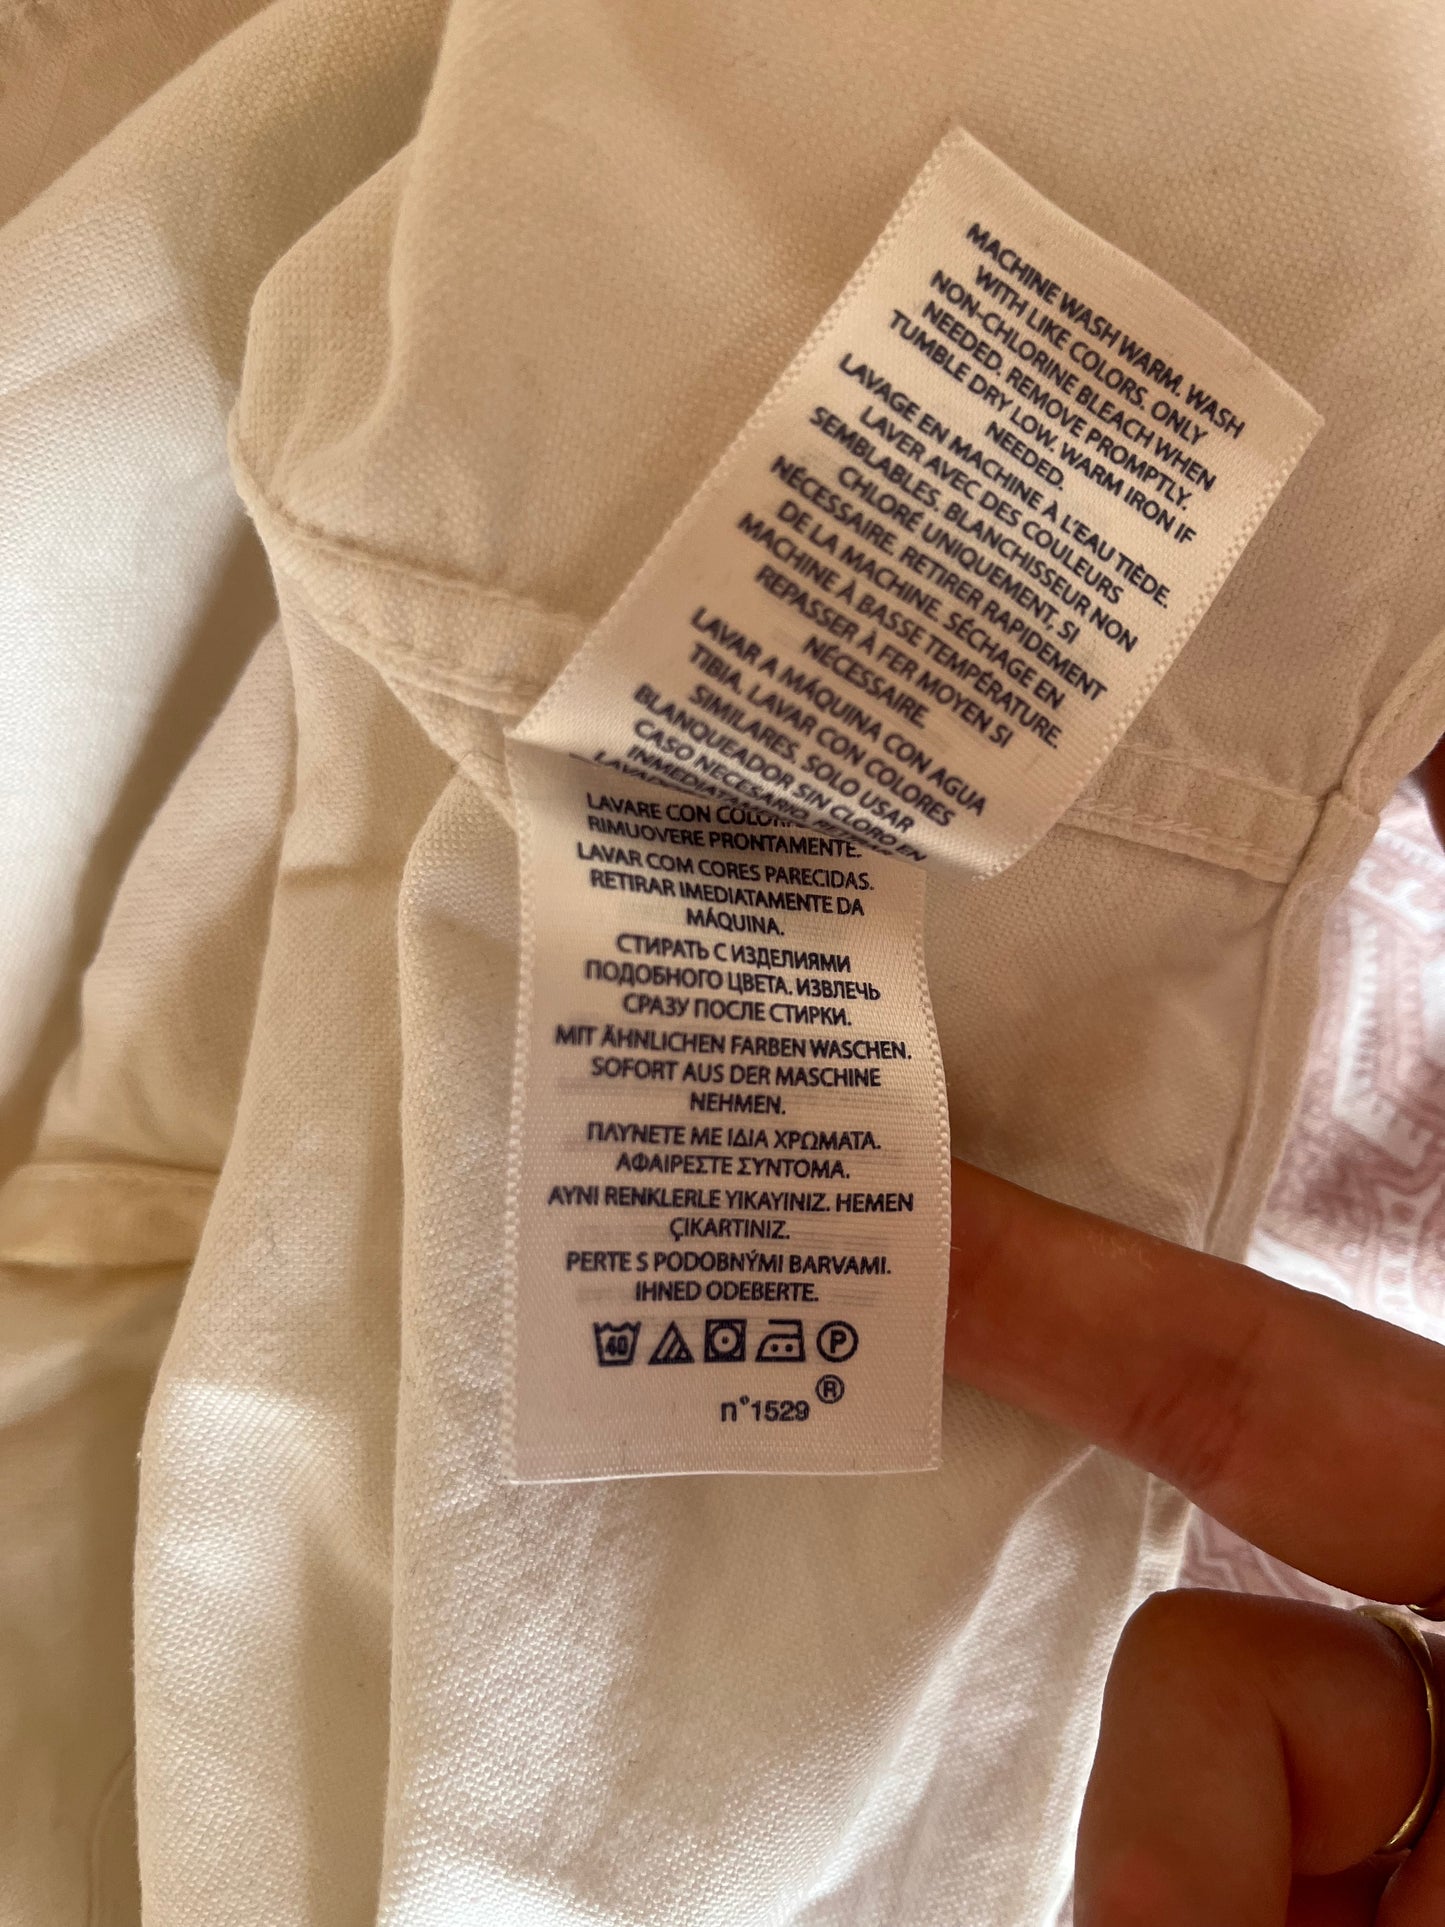 MACHINE WASH WARM. WASH
WITH LIKE COLORS. ONLY
NON-CHLORINE BLEACH WHEN
NEEDED. REMOVE PROMPTLY.
TUMBLE DRY LOW. WARM IRON IF
NEEDED.
LAVAGE EN MACHINE À L'EAU TIÈDE.
LAVER AVEC DES COULEURS
SEMBLABLES. BLANCHISSEUR NON
CHLORÉ UNIQUEMENT, SI
NÉCESSAIRE. RETIRER RAPIDEMENT
DE LA MACHINE. SÉCHAGE EN
MACHINE À BASSE TEMPÉRATURE.
REPASSER À FER MOYEN SI
NÉCESSAIRE.
LAVAR A MÁQUINA CON AGUA
TIBIA. LAVAR CON COLORES
SIMILARES. SOLO USAR
BLANQUEADOR SIN CLORO EN
CASO NECESARIO. RETIRAR
LAVARE CON
RIMUOVERE PRONTAMENTE.
LAVAR COM CORES PARECIDAS.
RETIRAR IMEDIATAMENTE DA
MÁQUINA.
СТИРАТЬ С ИЗДЕЛИЯМИ
ПОДОБНОГО ЦВЕТА. ИЗВЛЕЧЬ
СРАЗУ ПОСЛЕ СТИРКИ.
MIT ÄHNLICHEN FARBEN WASCHEN.
SOFORT AUS DER MASCHINE
NEHMEN.
ΠΛΥΝΕΤΕ ΜΕ ΙΔΙΑ ΧΡΩΜΑΤΑ.
ΑΦΑΙΡΕΣΤΕ ΣΥΝΤΟΜΑ.
AYNI RENKLERLE YIKAYINIZ. HEMEN
ÇIKARTINIZ.
PERTE S PODOBNÝMI BARVAMI.
IHNED ODEBERTE.
40 P
n°1529 ®